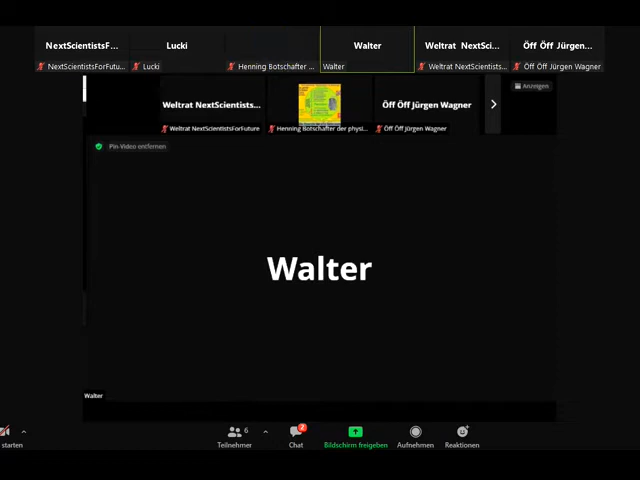 NextScientistsF... Lucki Walter Weltrat NextSci... Öff Öff Jürgen...
NextScientistsForFutu... Lucki Henning Botschafter ... Walter Weltrat NextScientists... Öff Öff Jürgen Wagner
Anzeigen
Weltrat NextScientists... Öff Öff Jürgen Wagner
Weltrat NextScientistsForFuture Henning Botschafter der physi... Öff Öff Jürgen Wagner
Pin-Video entfernen
Walter
Walter
6 2
starten Teilnehmer Chat Bildschirm freigeben Aufnehmen Reaktionen